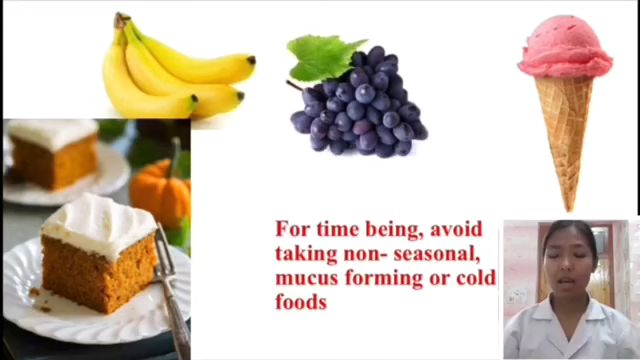 For time being, avoid
taking non- seasonal,
mucus forming or cold
foods